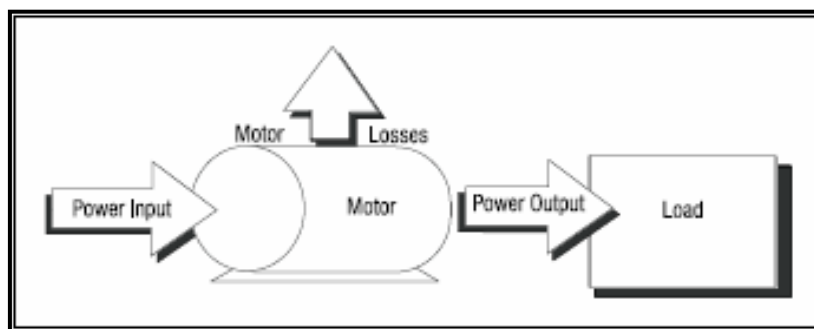 Motor Losses
Power Input
Motor
Power Output
Load